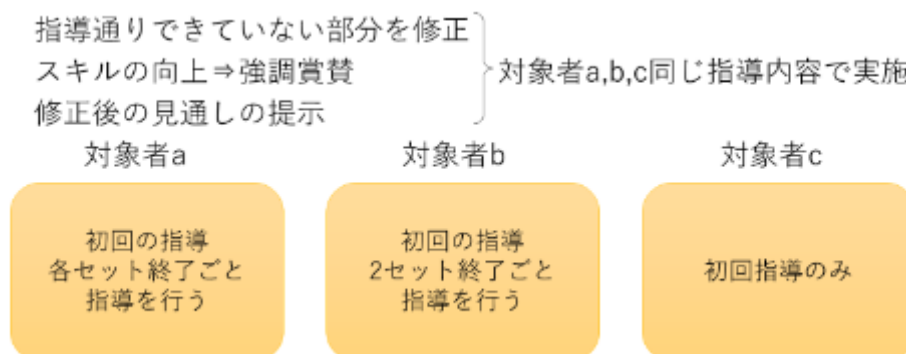 指導通りできていない部分を修正
スキルの向上⇒強調賞賛
対象者a,b,c同じ指導内容で実施
修正後の見通しの提示
対象者a
対象者b
対象者c
初回の指導
各セット終了ごと
指導を行う
初回の指導
2セット終了ごと
指導を行う
初回指導のみ